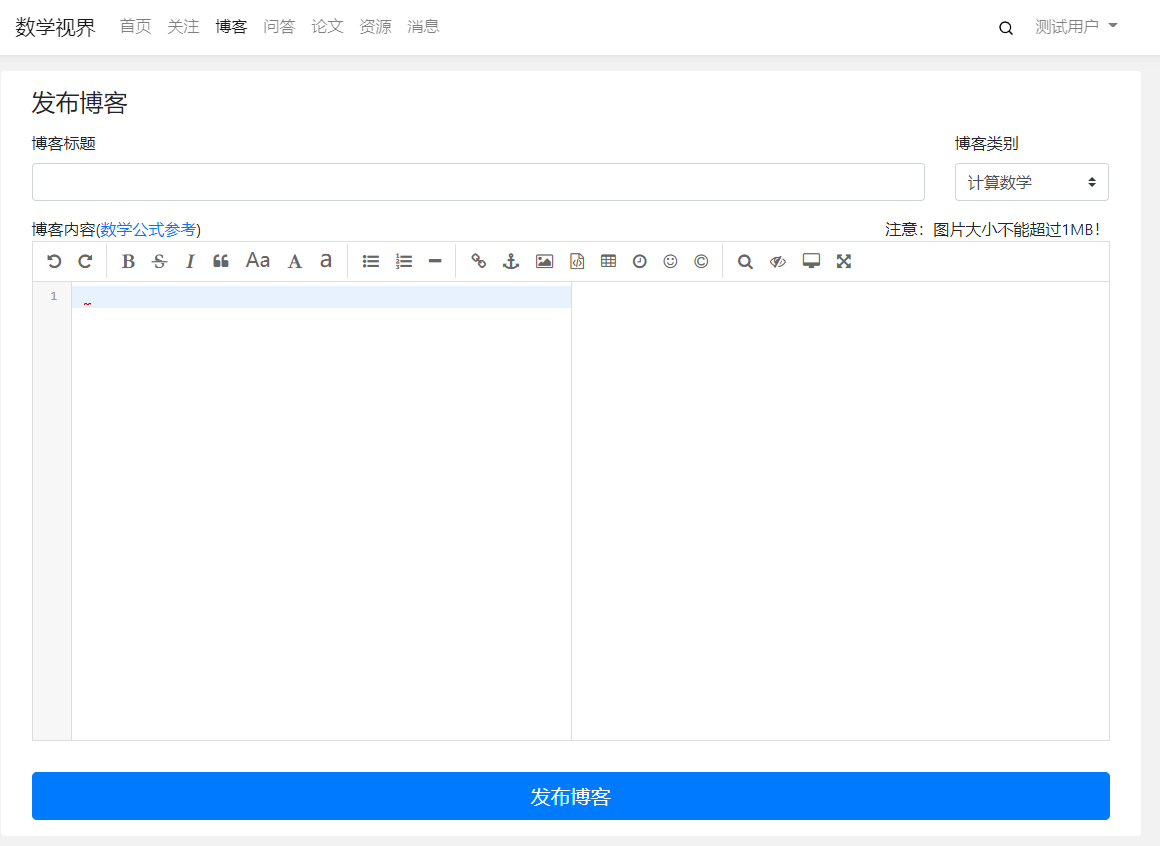 数学视界 首页 关注 博客 问答 论文 资源 消息 测试用户
发布博客
博客标题 博客类别
计算数学
博客内容(数学公式参考) 注意：图片大小不能超过1MB！
B S I Aa A a
1
发布博客